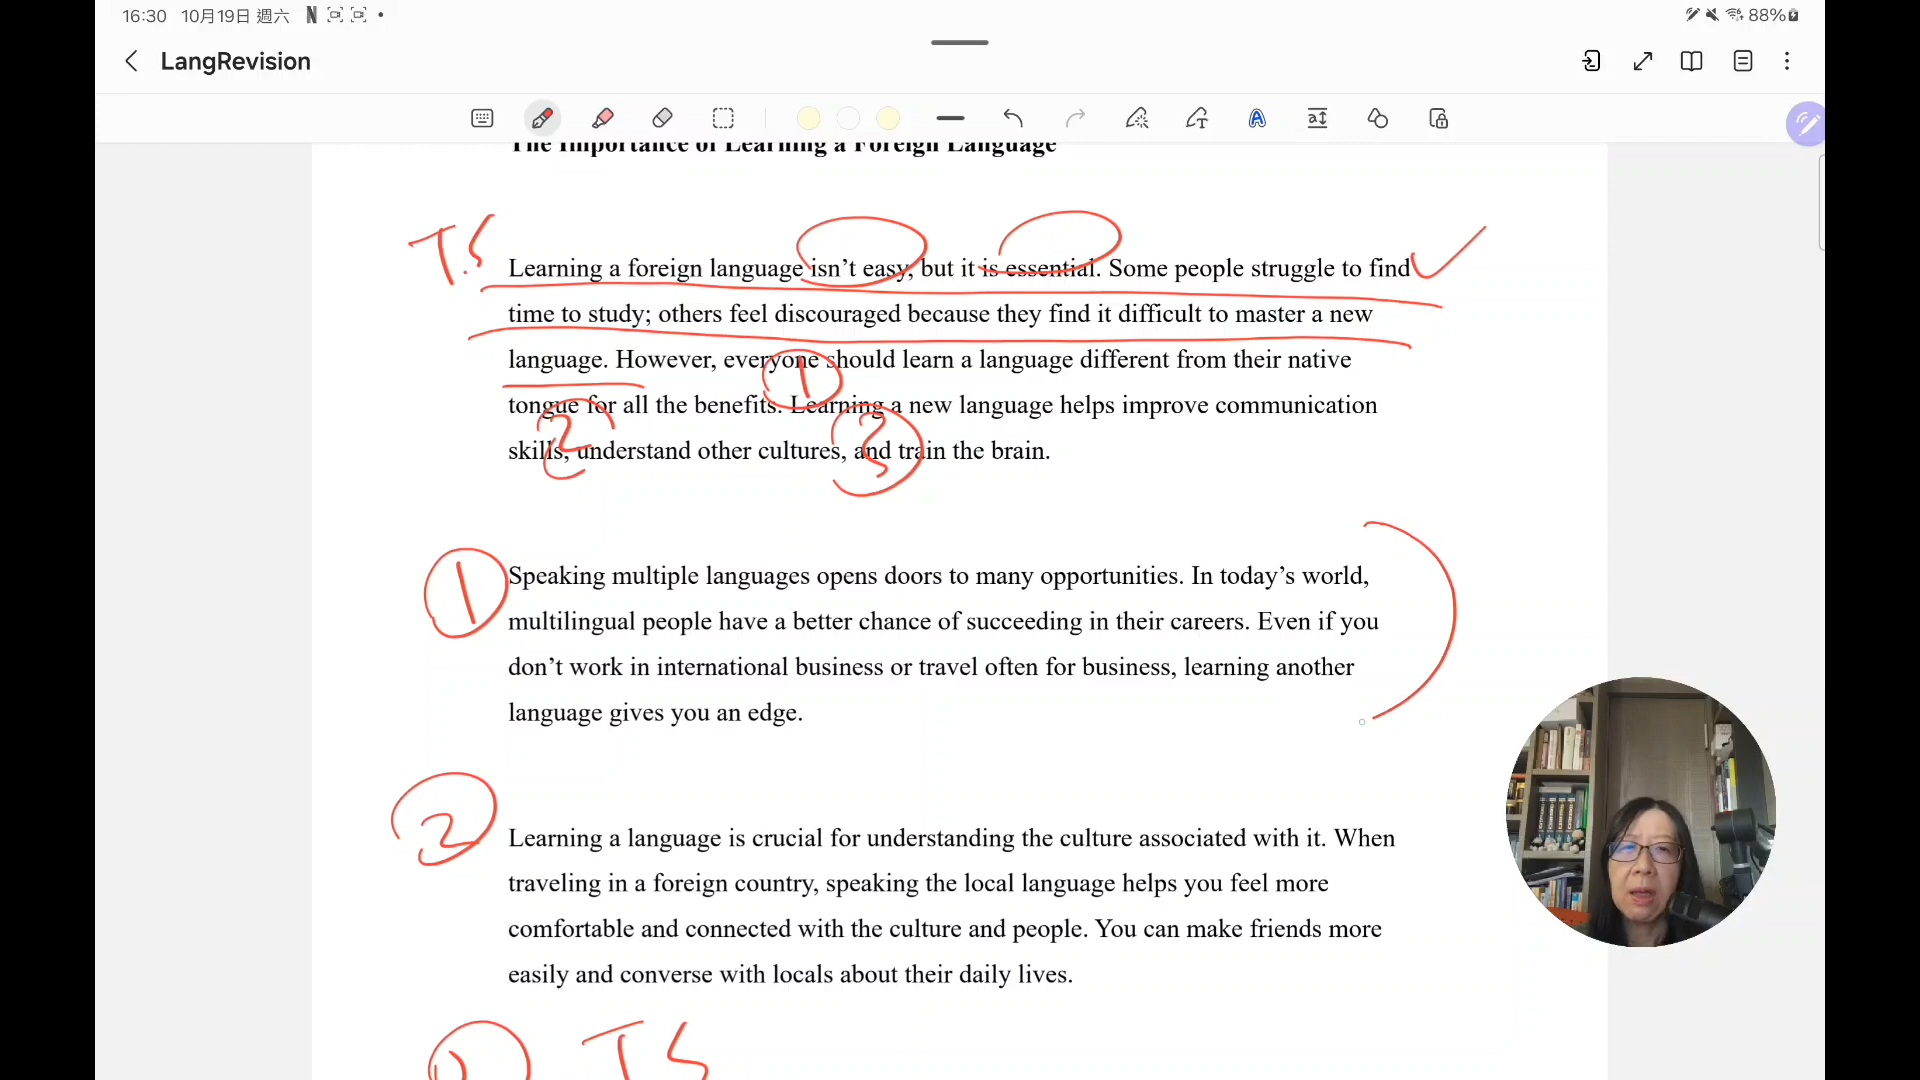 16:30 10月19日 週六 88%
LangRevision
The Importance of Learning a Foreign Language
T.S
Learning a foreign language isn’t easy, but it is essential. Some people struggle to find
time to study; others feel discouraged because they find it difficult to master a new
language. However, everyone should learn a language different from their native
1
tongue for all the benefits. Learning a new language helps improve communication
2 3
skills, understand other cultures, and train the brain.
1
Speaking multiple languages opens doors to many opportunities. In today’s world,
multilingual people have a better chance of succeeding in their careers. Even if you
don’t work in international business or travel often for business, learning another
language gives you an edge.
2
Learning a language is crucial for understanding the culture associated with it. When
traveling in a foreign country, speaking the local language helps you feel more
comfortable and connected with the culture and people. You can make friends more
easily and converse with locals about their daily lives.
TS